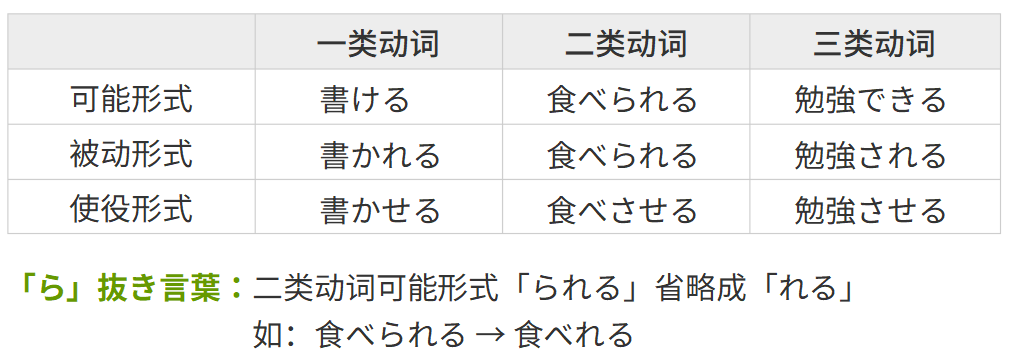 一类动词 二类动词 三类动词
可能形式 書ける 食べられる 勉強できる
被动形式 書かれる 食べられる 勉強される
使役形式 書かせる 食べさせる 勉強させる
「ら」抜き言葉：二类动词可能形式「られる」省略成「れる」
如：食べられる → 食べれる